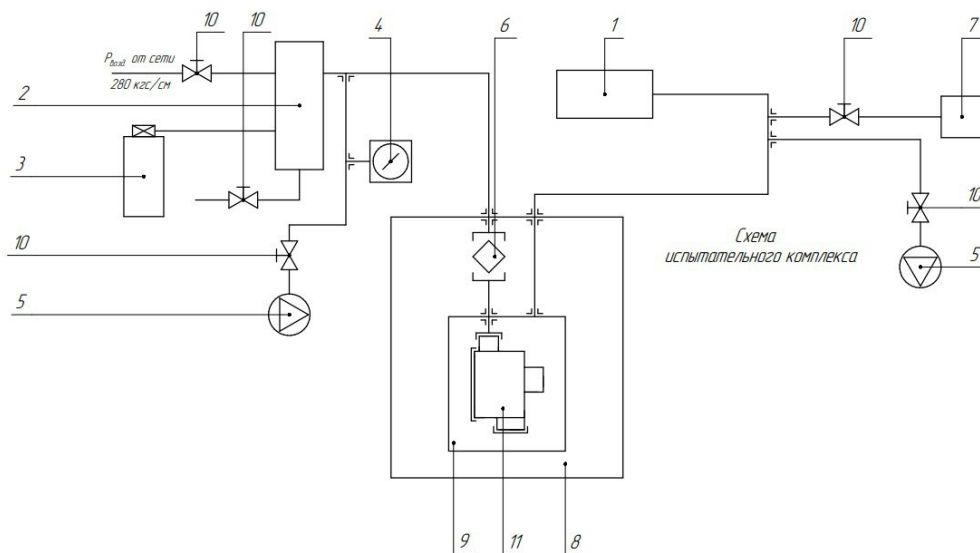 10 10 4 6 1 10 7
Рвозд от сети
280 кгс/см
2
3
10
10
Схема
испытательного комплекса
5
5
9 11 8